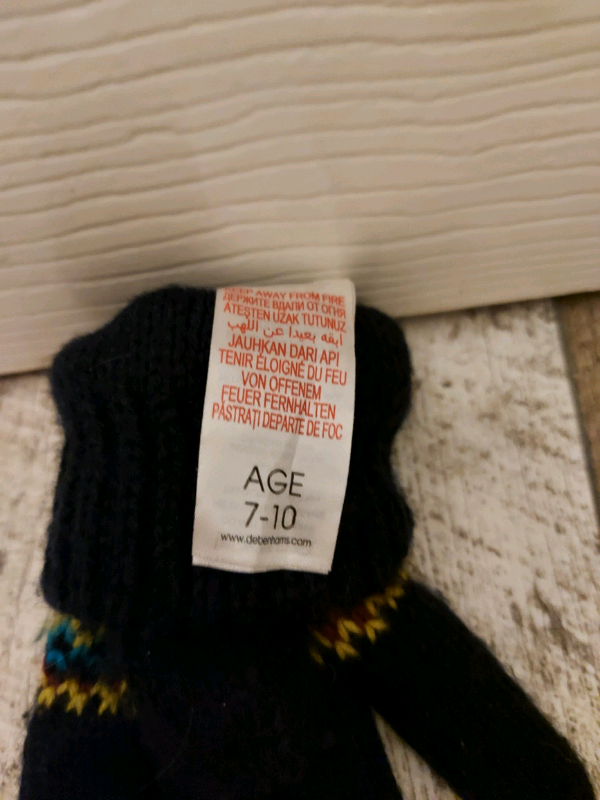 KEEP AWAY FROM FIRE
ДЕРЖИТЕ ВДАЛИ ОТ ОГНЯ
ATEŞTEN UZAK TUTUNUZ
ابقه بعيدا عن اللهب
JAUHKAN DARI API
TENIR ÉLOIGNÉ DU FEU
VON OFFENEM
FEUER FERNHALTEN
PĂSTRAȚI DEPARTE DE FOC
AGE
7-10
www.debenhams.com